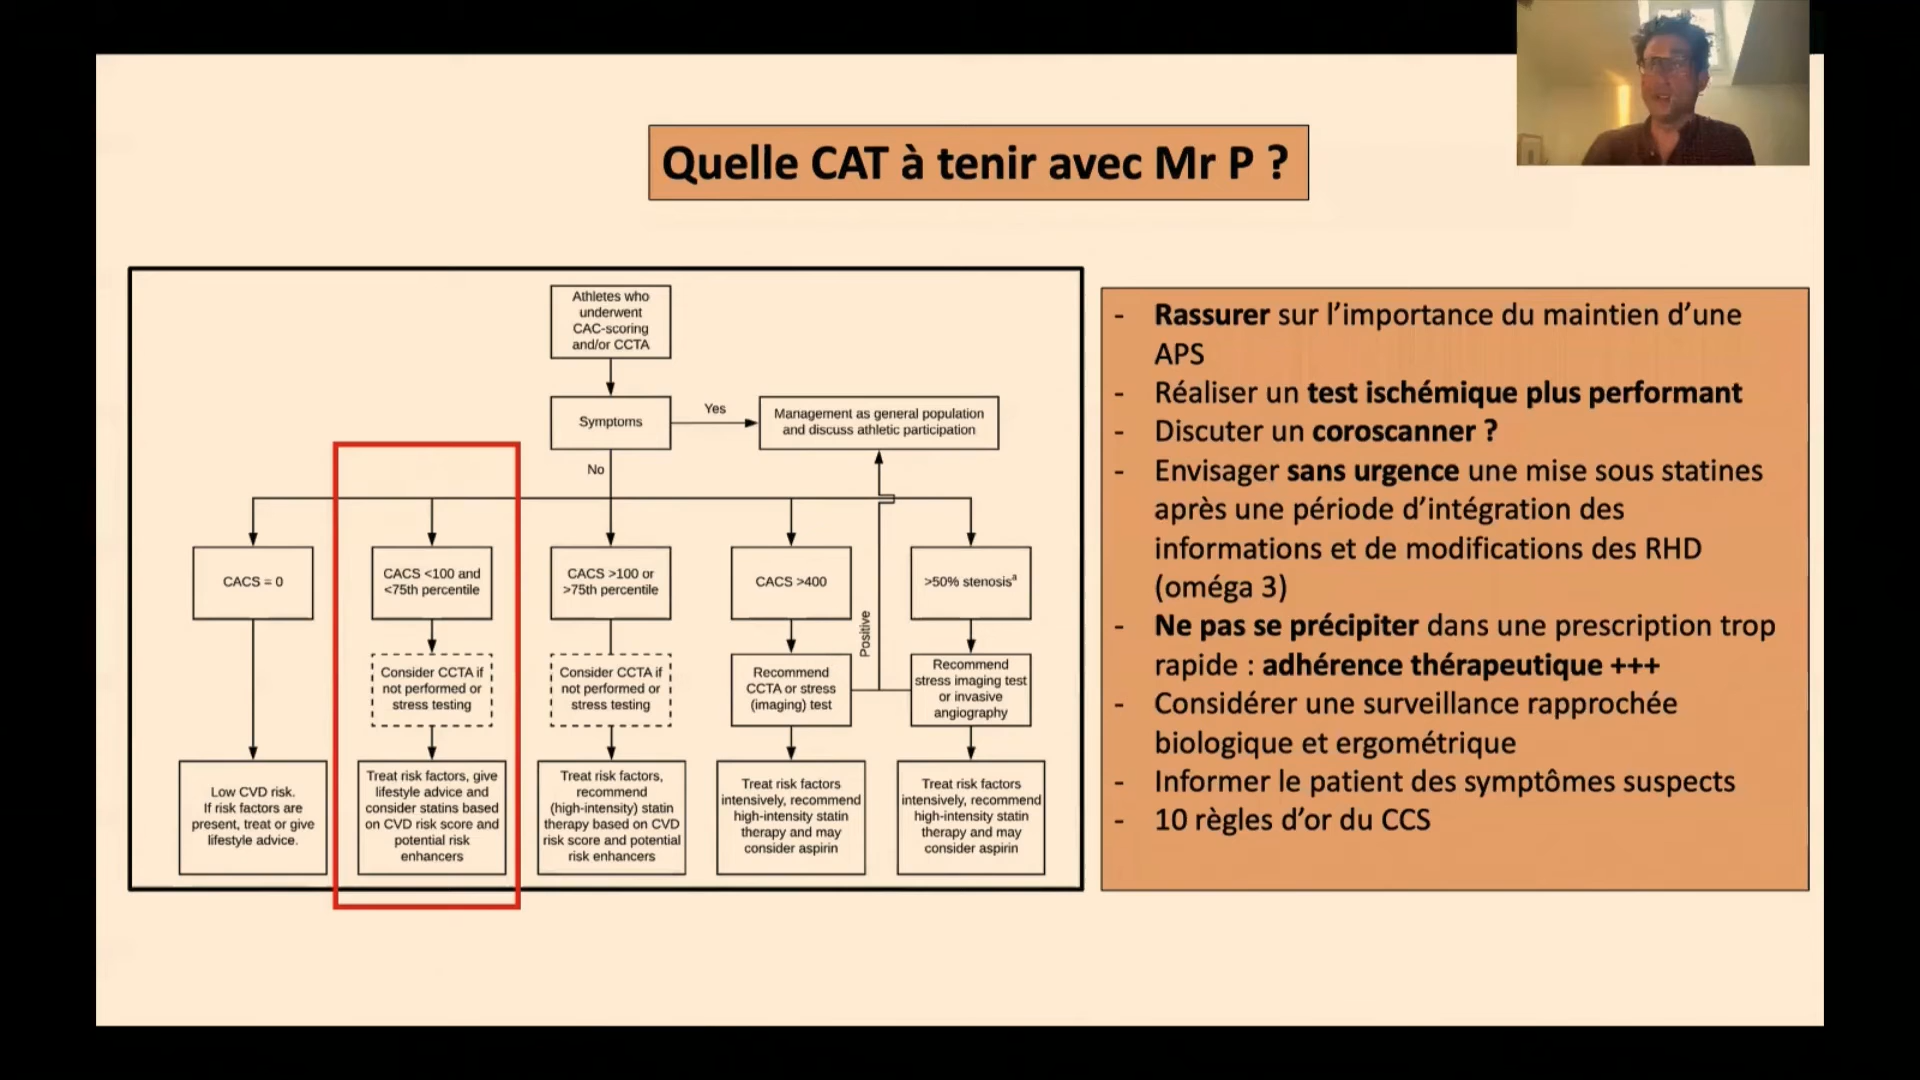 Quelle CAT à tenir avec Mr P ?
Athletes who
underwent
CAC-scoring
and/or CCTA
Symptoms
Yes
Management as general population
and discuss athletic participation
No
CACS = 0
CACS <100 and
<75th percentile
CACS >100 or
>75th percentile
CACS >400
>50% stenosisª
Positive
Consider CCTA if
not performed or
stress testing
Consider CCTA if
not performed or
stress testing
Recommend
CCTA or stress
(imaging) test
Recommend
stress imaging test
or invasive
angiography
Low CVD risk.
If risk factors are
present, treat or give
lifestyle advice.
Treat risk factors, give
lifestyle advice and
consider statins based
on CVD risk score and
potential risk
enhancers
Treat risk factors,
recommend
(high-intensity) statin
therapy based on CVD
risk score and potential
risk enhancers
Treat risk factors
intensively, recommend
high-intensity statin
therapy and may
consider aspirin
Treat risk factors
intensively, recommend
high-intensity statin
therapy and may
consider aspirin
- Rassurer sur l’importance du maintien d’une
APS
- Réaliser un test ischémique plus performant
- Discuter un coroscanner ?
- Envisager sans urgence une mise sous statines
après une période d’intégration des
informations et de modifications des RHD
(oméga 3)
- Ne pas se précipiter dans une prescription trop
rapide : adhérence thérapeutique +++
- Considérer une surveillance rapprochée
biologique et ergométrique
- Informer le patient des symptômes suspects
- 10 règles d’or du CCS